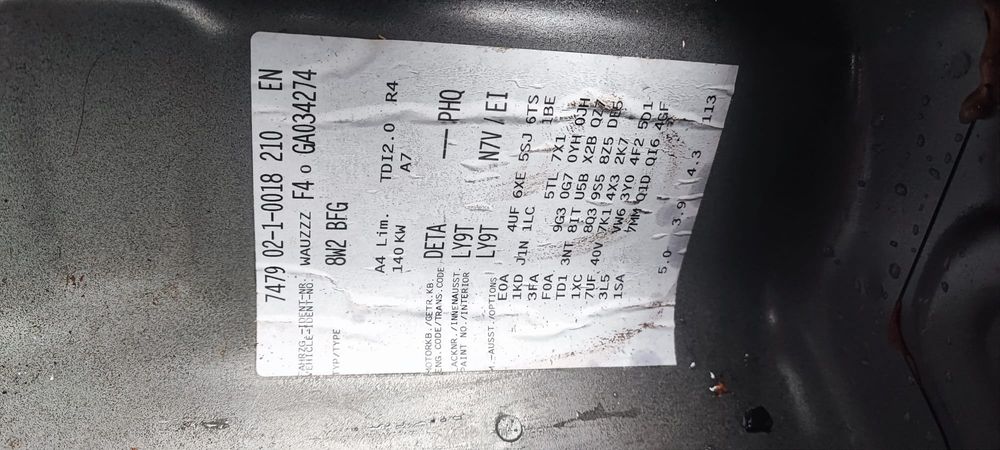 7479 02-1-0018 210 EN
FAHRZG.-IDENT-NR.
VEHICLE-IDENT-NO.
WAUZZZ F4 0 GA034274
TYP/TYPE 8W2 BFG
A4 Lim. TDI2.0 R4
140 KW A7
MOTORKB./GETR.KB.
ENG.CODE/TRANS.CODE
DETA —— PHQ
LACKNR./INNENAUSST.
PAINT NO./INTERIOR
LY9T
LY9T N7V / EI
M.-AUSST./OPTIONS
E0A 4UF 6XE 5SJ 6TS
1KD J1N 1LC
3FA 5TL 7X1 1BE
F0A 9G3 0G7 0YH 0JH
TD1 3NT 8IT U5B X2B QZ7
1XC 8Q3 9S5 8Z5 DE5
7UF 40V 7K1 4X3 2K7
3L5 VW6 3Y0 4F2 5D1
1SA 7MM Q1D QI6 4GF
5.0 3.9 4.3 113